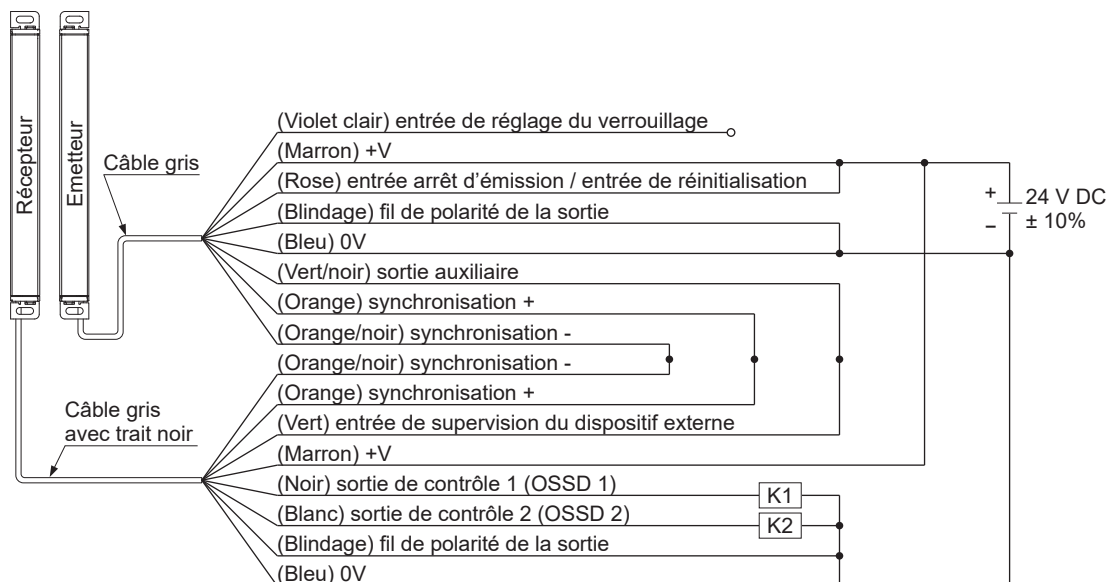 Récepteur
Emetteur
Câble gris
(Violet clair) entrée de réglage du verrouillage
(Marron) +V
(Rose) entrée arrêt d'émission / entrée de réinitialisation
(Blindage) fil de polarité de la sortie
(Bleu) 0V
(Vert/noir) sortie auxiliaire
(Orange) synchronisation +
(Orange/noir) synchronisation -
(Orange/noir) synchronisation -
(Orange) synchronisation +
(Vert) entrée de supervision du dispositif externe
(Marron) +V
(Noir) sortie de contrôle 1 (OSSD 1)
(Blanc) sortie de contrôle 2 (OSSD 2)
(Blindage) fil de polarité de la sortie
(Bleu) 0V
Câble gris
avec trait noir
K1
K2
+
−
24 V DC
± 10%